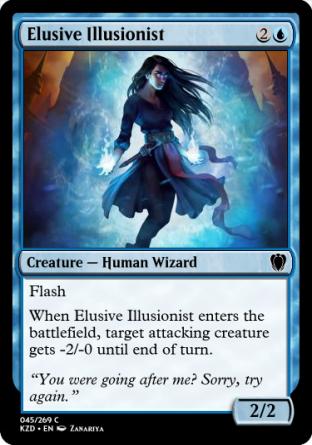 Elusive Illusionist 2
Creature — Human Wizard
Flash
When Elusive Illusionist enters the
battlefield, target attacking creature
gets -2/-0 until end of turn.
“You were going after me? Sorry, try
again.”
045/269 C
KZD • EN Zanariya
2/2